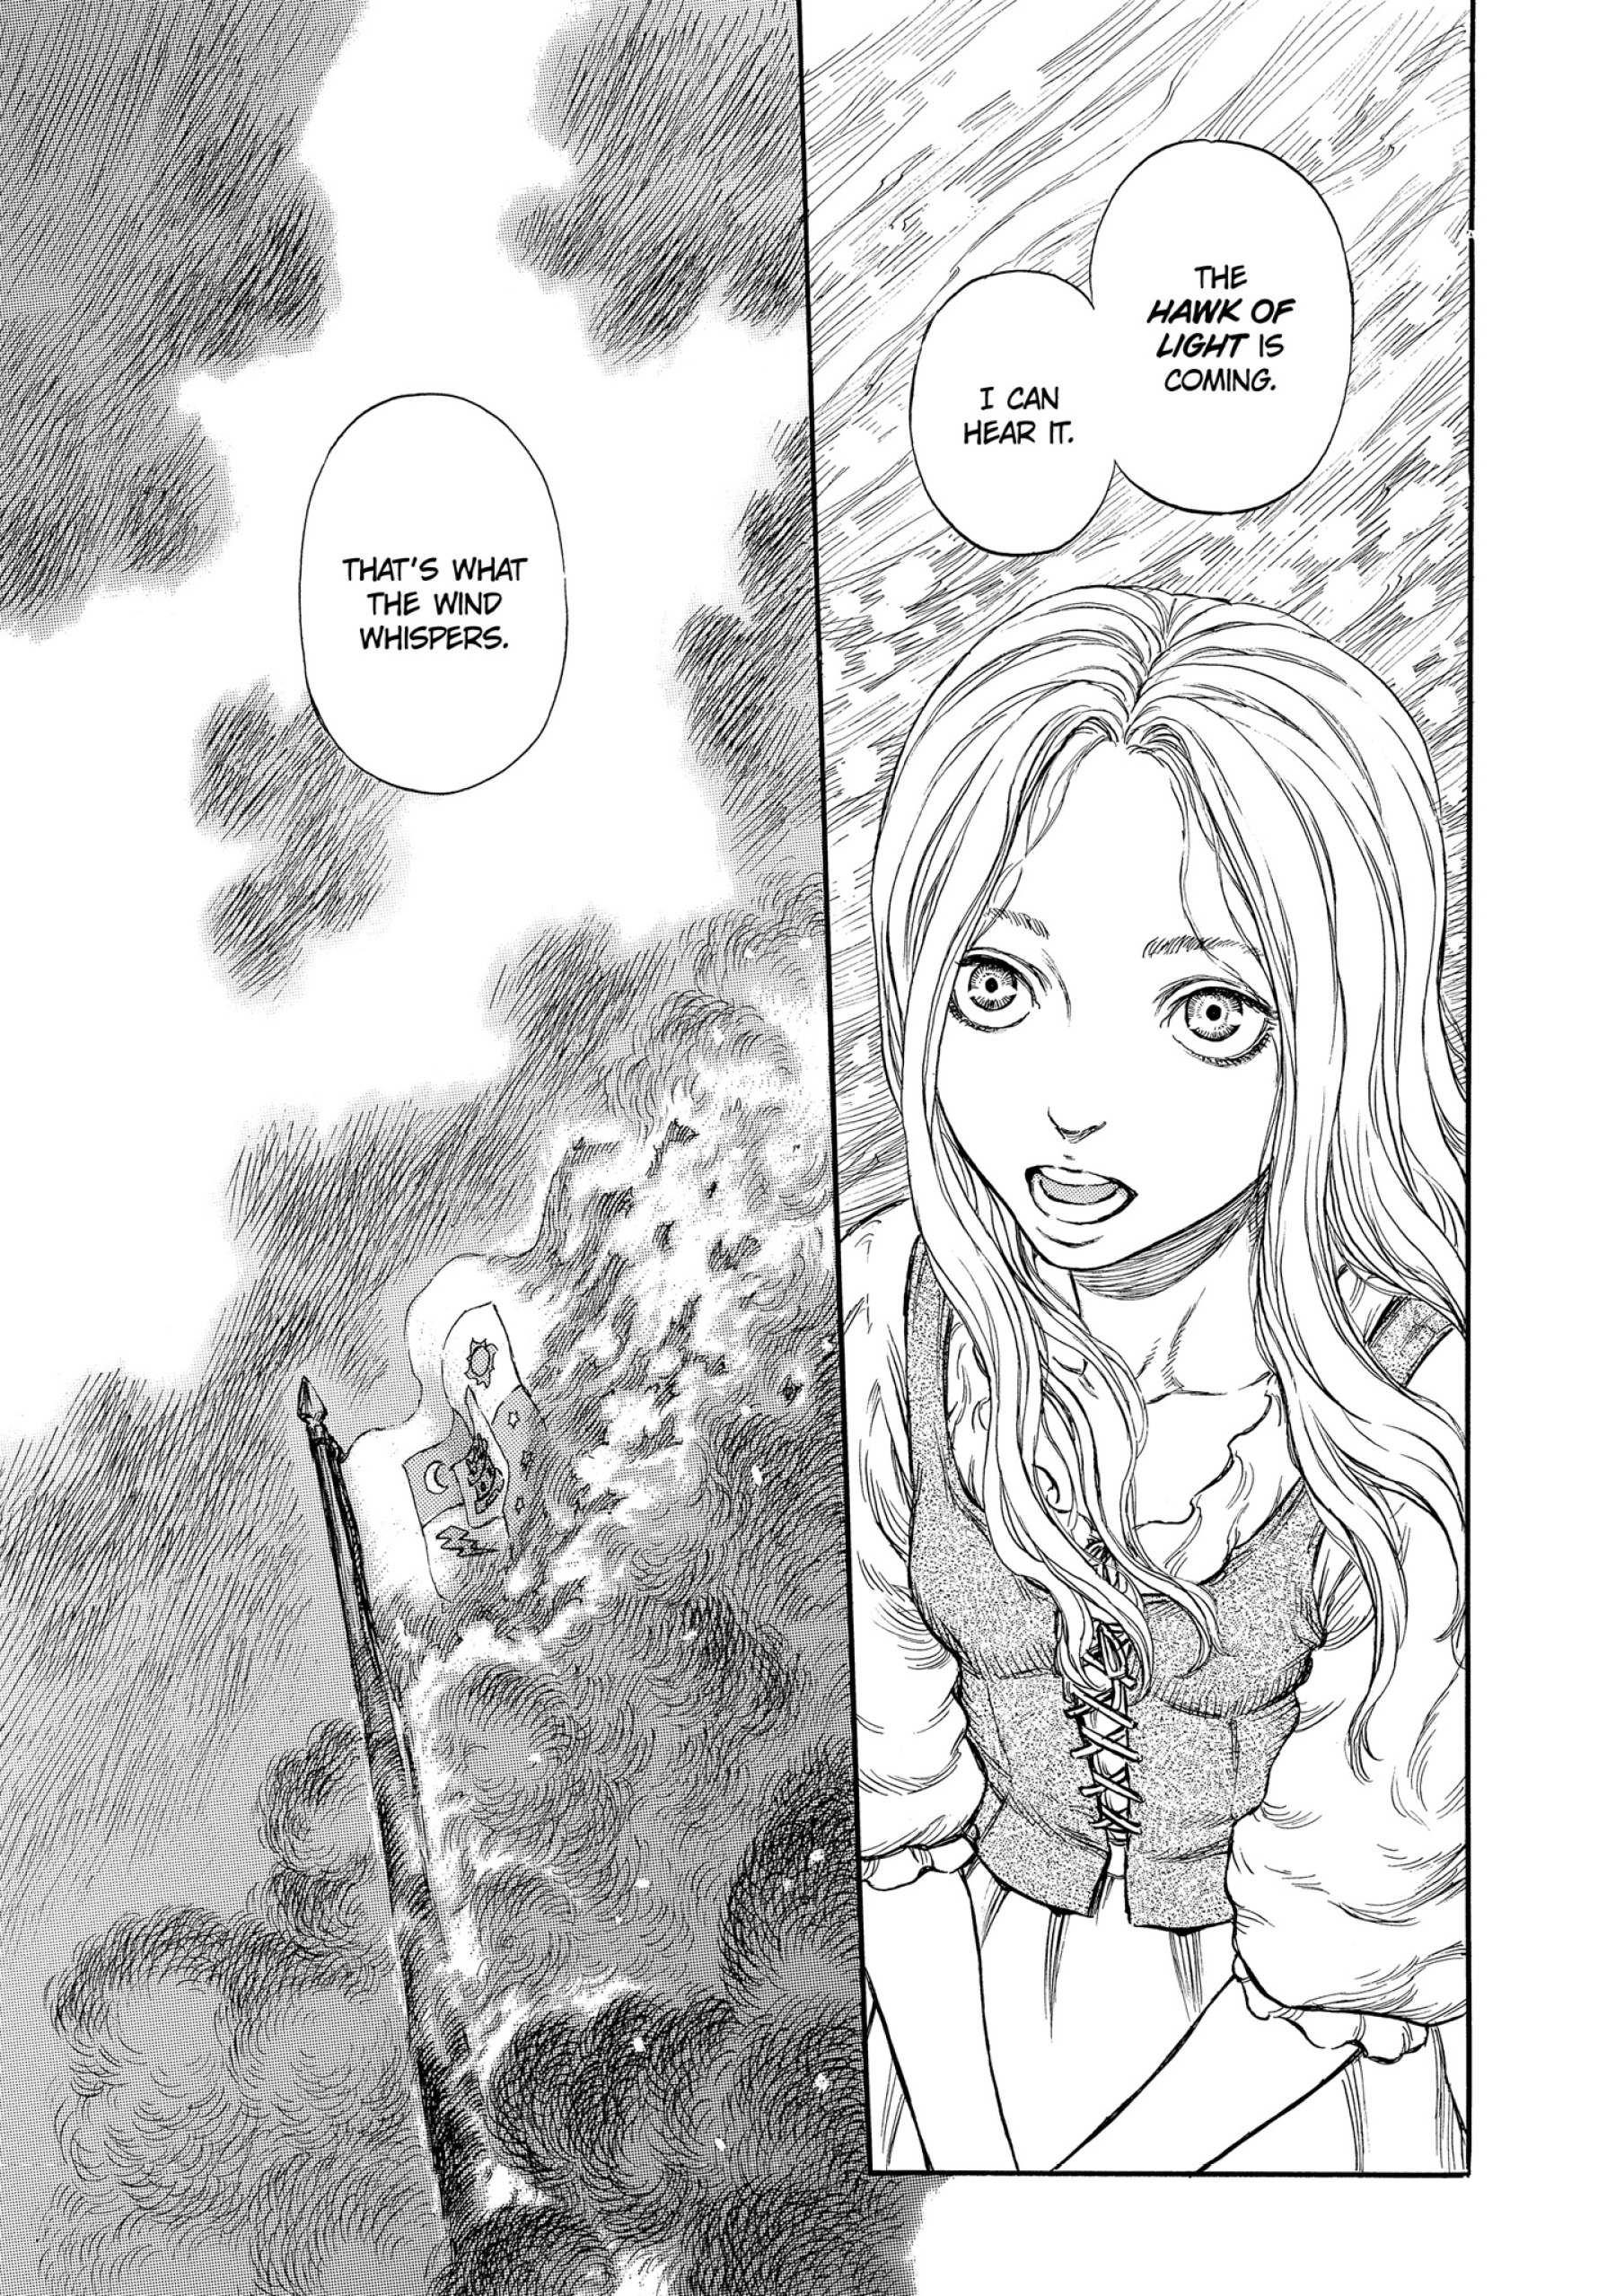 THE
HAWK OF
LIGHT IS
COMING.
I CAN
HEAR IT.
THAT'S WHAT
THE WIND
WHISPERS.